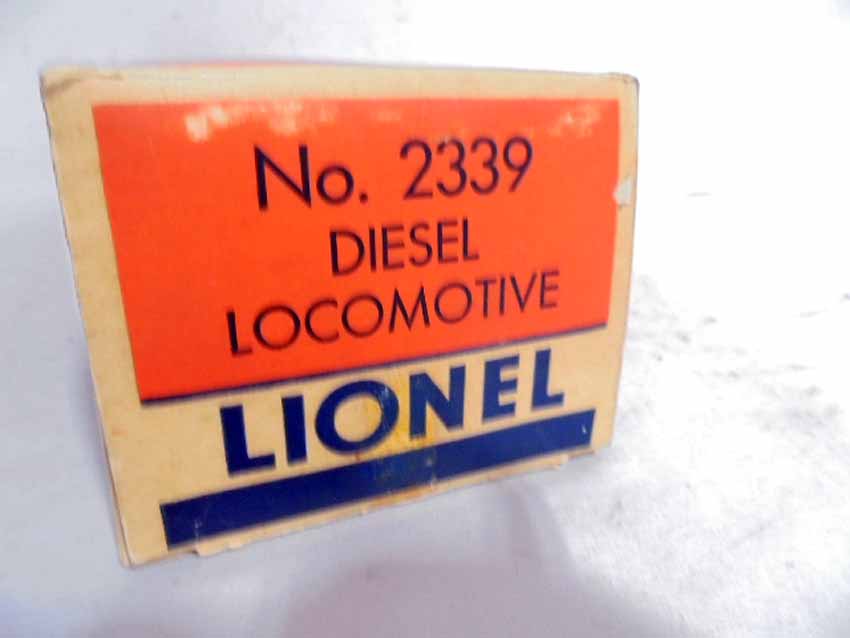 No. 2339
DIESEL
LOCOMOTIVE
LIONEL